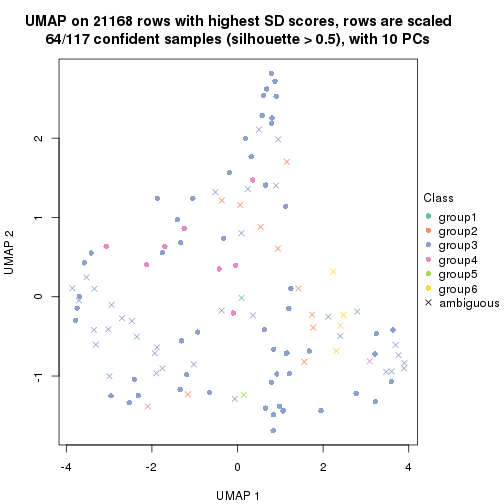 UMAP on 21168 rows with highest SD scores, rows are scaled
64/117 confident samples (silhouette > 0.5), with 10 PCs
2
1
0
-1
UMAP 2
-4
-2
0
2
4
UMAP 1
Class
group1
group2
group3
group4
group5
group6
ambiguous